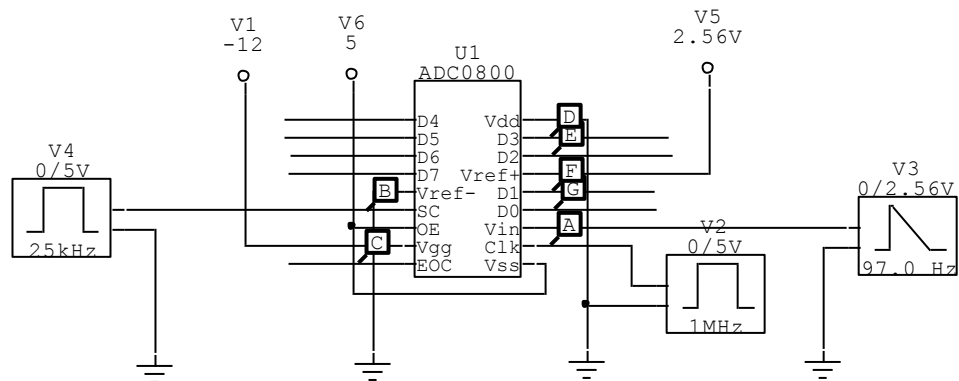 V1
-12
V6
5
U1
ADC0800
V5
2.56V
D4
D5
D6
D7
Vref-
SC
OE
Vgg
EOC
Vdd
D3
D2
Vref+
D1
D0
Vin
Clk
Vss
D
E
F
G
A
B
C
V4
0/5V
25kHz
V2
0/5V
1MHz
V3
0/2.56V
97.0 Hz